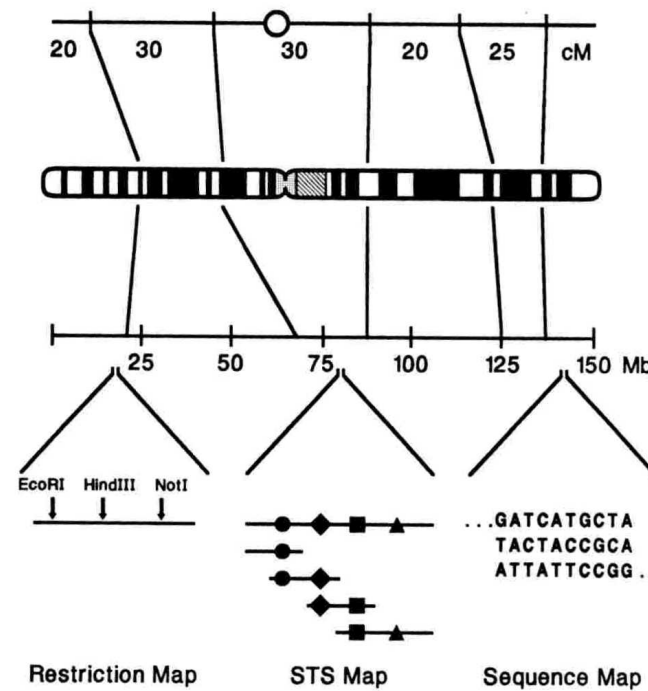 20 30 30 20 25 cM
25 50 75 100 125 150 Mb
EcoRI HindIII NotI
...GATCATGCTA
TACTACCGCA
ATTATTCCGG.
Restriction Map STS Map Sequence Map